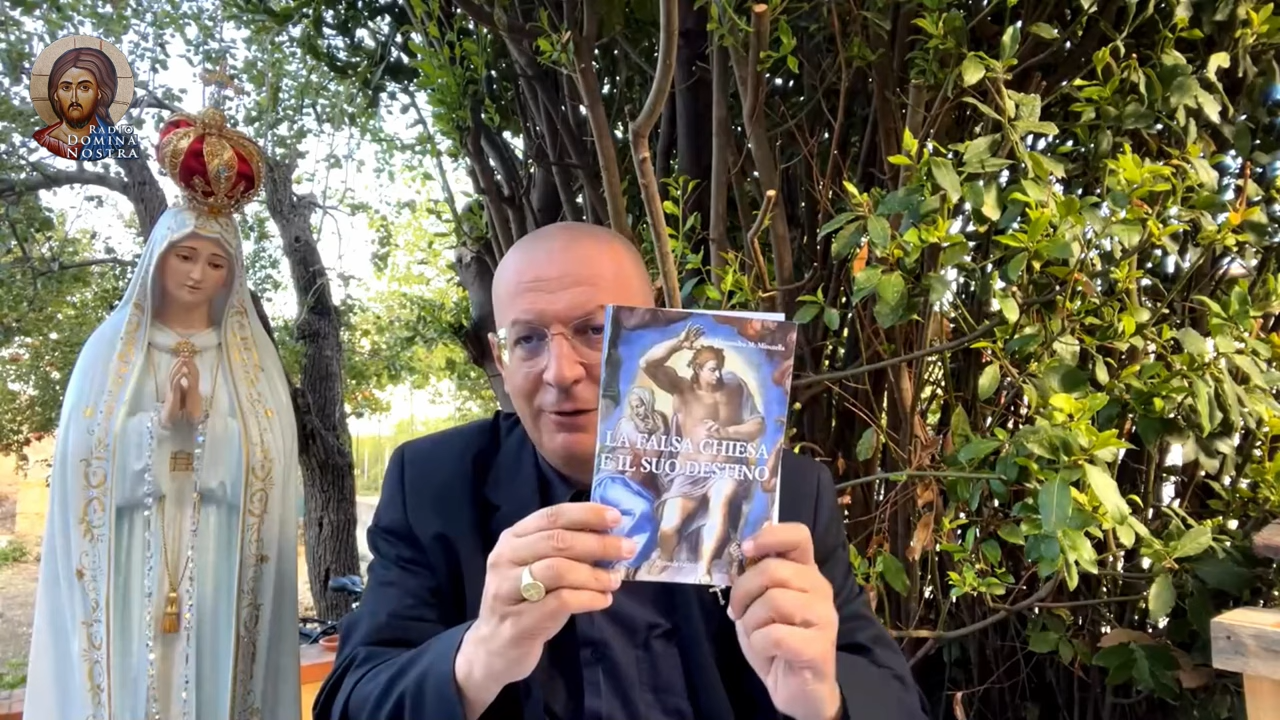 RADIO
DOMINA
NOSTRA
Alessandro M. Minutella
LA FALSA CHIESA
E IL SUO DESTINO